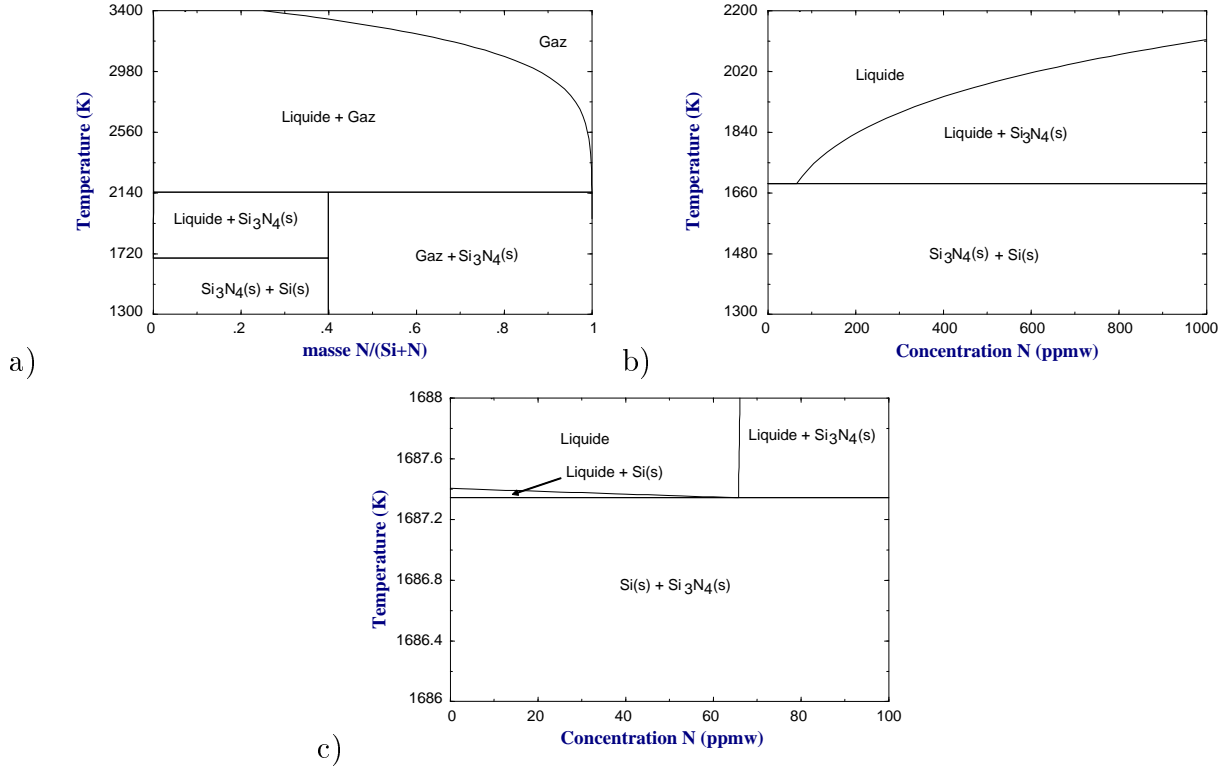 3400
2980
2560
2140
1720
1300
Temperature (K)
Gaz
Liquide + Gaz
Liquide + Si3N4(s)
Gaz + Si3N4(s)
Si3N4(s) + Si(s)
0 .2 .4 .6 .8 1
masse N/(Si+N)
a)
2200
2020
1840
1660
1480
1300
Temperature (K)
Liquide
Liquide + Si3N4(s)
Si3N4(s) + Si(s)
0 200 400 600 800 1000
Concentration N (ppmw)
b)
1688
1687.6
1687.2
1686.8
1686.4
1686
Temperature (K)
Liquide
Liquide + Si3N4(s)
Liquide + Si(s)
Si(s) + Si3N4(s)
0 20 40 60 80 100
Concentration N (ppmw)
c)